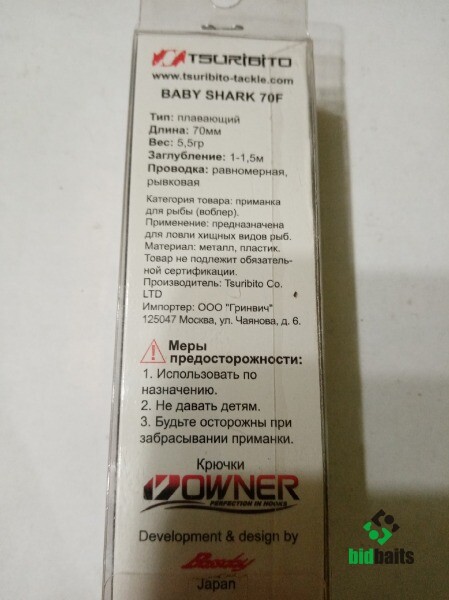 TSURIBITO
www.tsuribito-tackle.com
BABY SHARK 70F
Тип: плавающий
Длина: 70мм
Вес: 5,5гр
Заглубление: 1-1,5м
Проводка: равномерная,
рывковая
Категория товара: приманка
для рыбы (воблер).
Применение: предназначена
для ловли хищных видов рыб.
Материал: металл, пластик.
Товар не подлежит обязатель-
ной сертификации.
Производитель: Tsuribito Co.
LTD
Импортер: ООО "Гринвич"
125047 Москва, ул. Чаянова, д. 6.
Меры
предосторожности:
1. Использовать по
назначению.
2. Не давать детям.
3. Будьте осторожны при
забрасывании приманки.
Крючки
OWNER
PERFECTION IN HOOKS
Development & design by
Japan
bidbaits